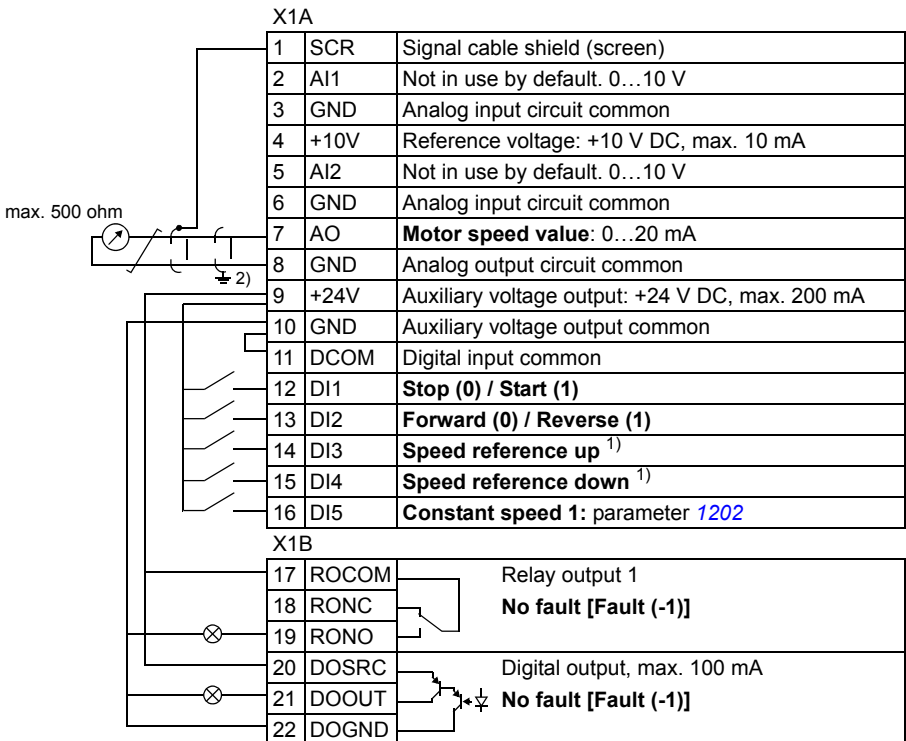 X1A
1 SCR Signal cable shield (screen)
2 AI1 Not in use by default. 0…10 V
3 GND Analog input circuit common
4 +10V Reference voltage: +10 V DC, max. 10 mA
5 AI2 Not in use by default. 0…10 V
6 GND Analog input circuit common
max. 500 ohm
7 AO Motor speed value: 0…20 mA
8 GND Analog output circuit common
2)
9 +24V Auxiliary voltage output: +24 V DC, max. 200 mA
10 GND Auxiliary voltage output common
11 DCOM Digital input common
12 DI1 Stop (0) / Start (1)
13 DI2 Forward (0) / Reverse (1)
14 DI3 Speed reference up 1)
15 DI4 Speed reference down 1)
16 DI5 Constant speed 1: parameter 1202
X1B
17 ROCOM Relay output 1
18 RONC No fault [Fault (-1)]
19 RONO
20 DOSRC Digital output, max. 100 mA
21 DOOUT No fault [Fault (-1)]
22 DOGND